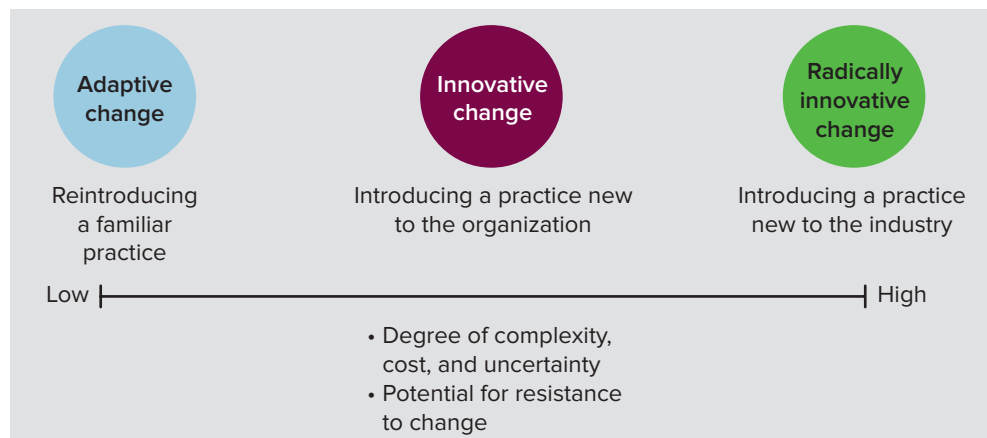 Adaptive
change
Innovative
change
Radically
innovative
change
Reintroducing
a familiar
practice
Introducing a practice new
to the organization
Introducing a practice
new to the industry
Low
High
• Degree of complexity,
cost, and uncertainty
• Potential for resistance
to change